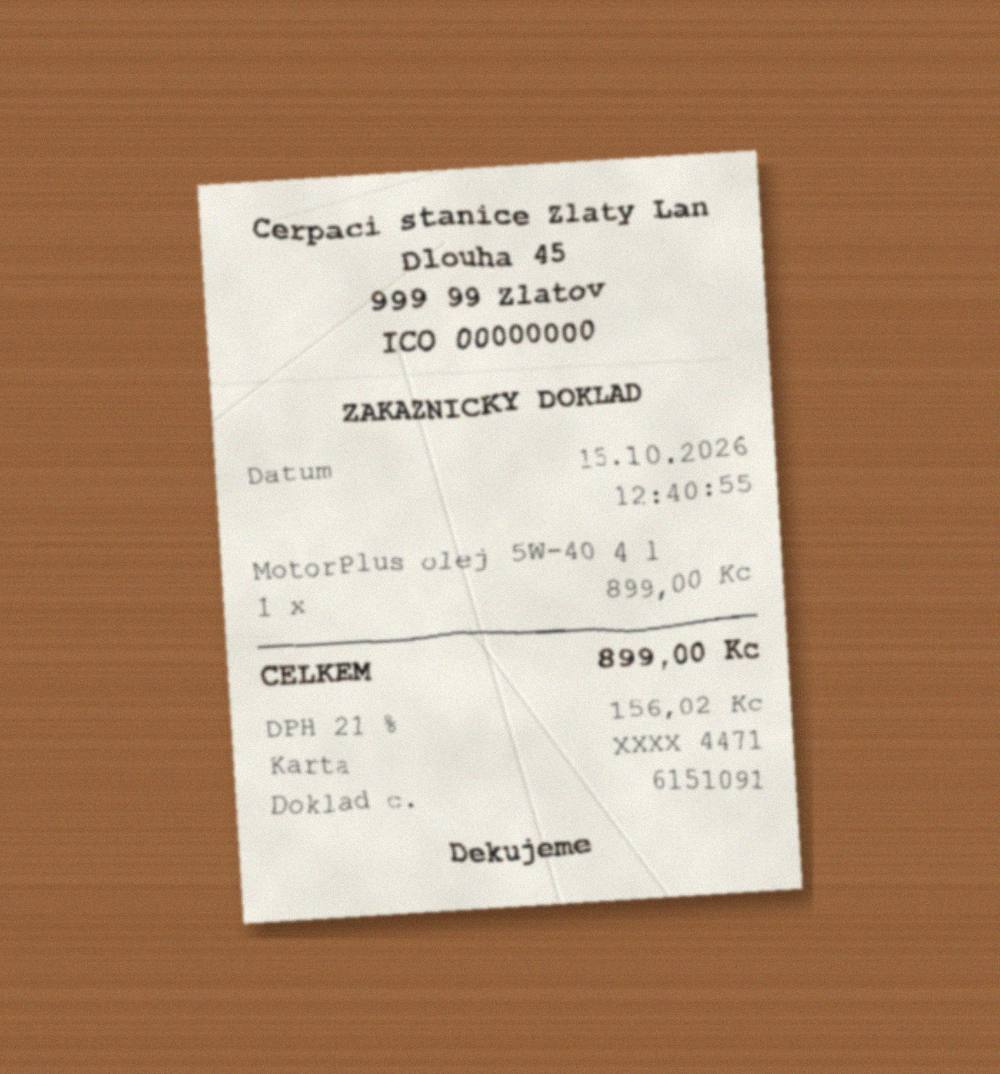 Cerpaci stanice Zlaty Lan
Dlouha 45
999 99 Zlatov
ICO 00000000
ZAKAZNICKY DOKLAD
Datum 15.10.2026
12:40:55
MotorPlus olej 5W-40 4 l
1 x 899,00 Kc
CELKEM 899,00 Kc
DPH 21 % 156,02 Kc
Karta XXXX 4471
Doklad c. 6151091
Dekujeme